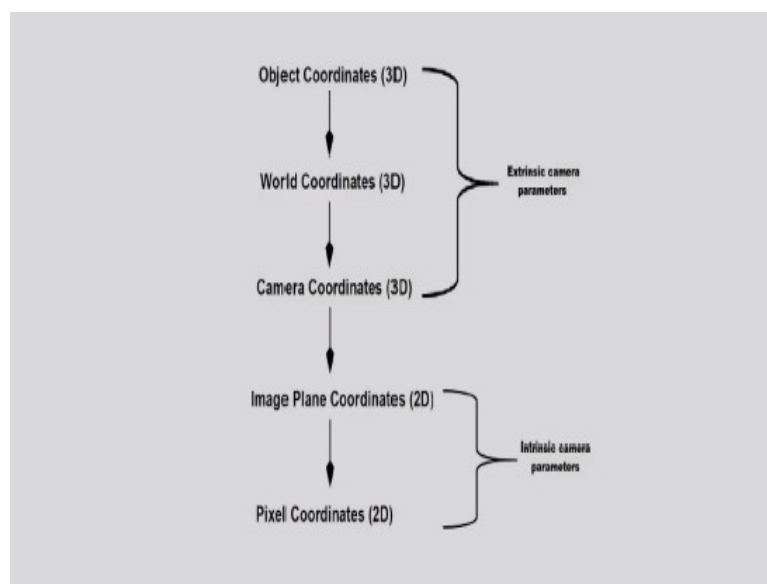 Object Coordinates (3D)
World Coordinates (3D)
Extrinsic camera
parameters
Camera Coordinates (3D)
Image Plane Coordinates (2D)
Intrinsic camera
parameters
Pixel Coordinates (2D)